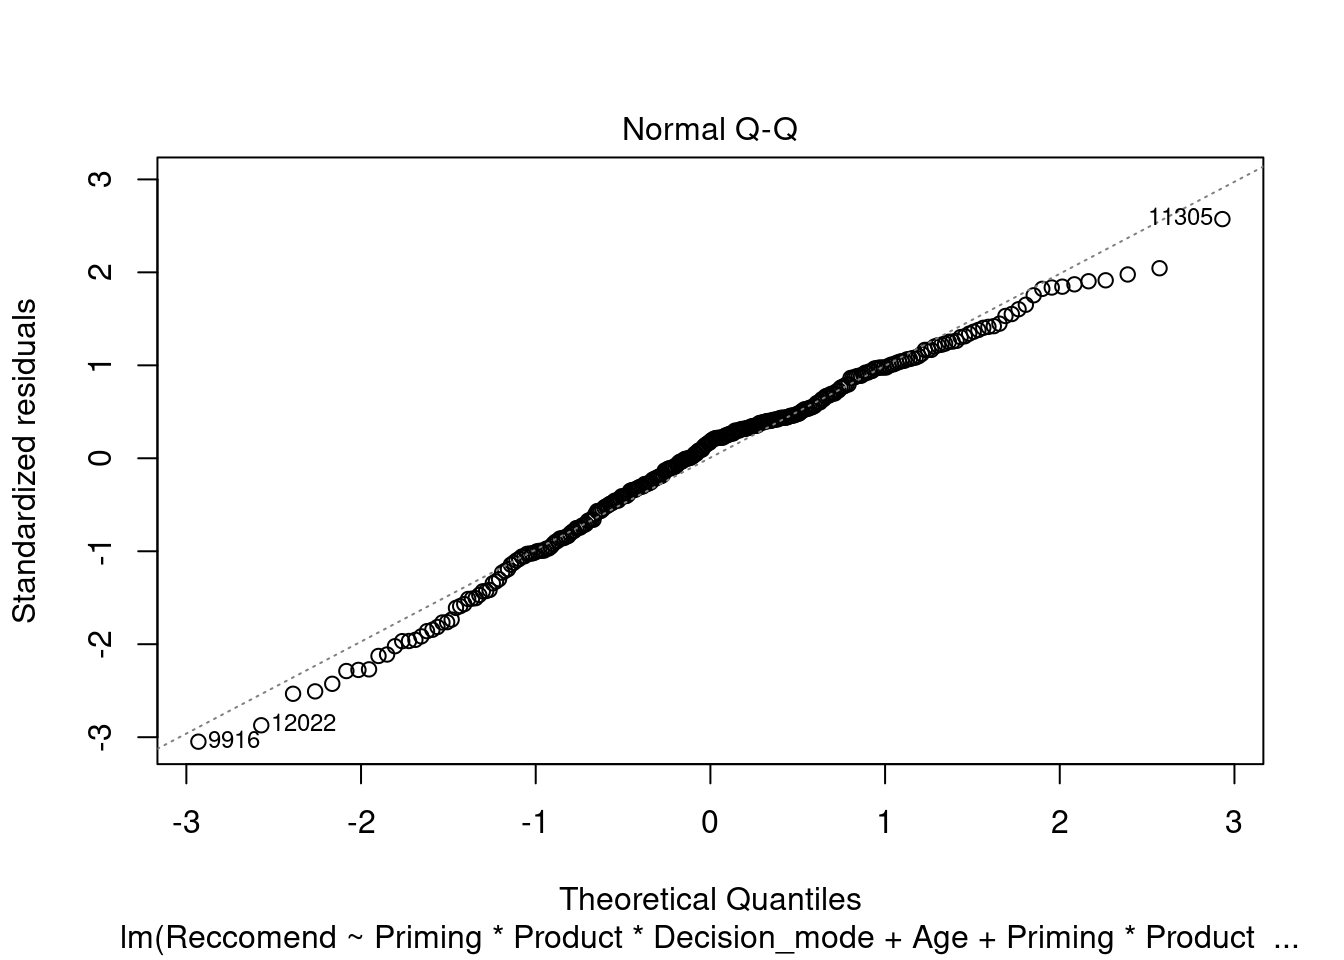 Normal Q-Q
3
2
1
0
-1
-2
-3
Standardized residuals
11305
12022
9916
-3 -2 -1 0 1 2 3
Theoretical Quantiles
lm(Reccomend ~ Priming * Product * Decision_mode + Age + Priming * Product ...